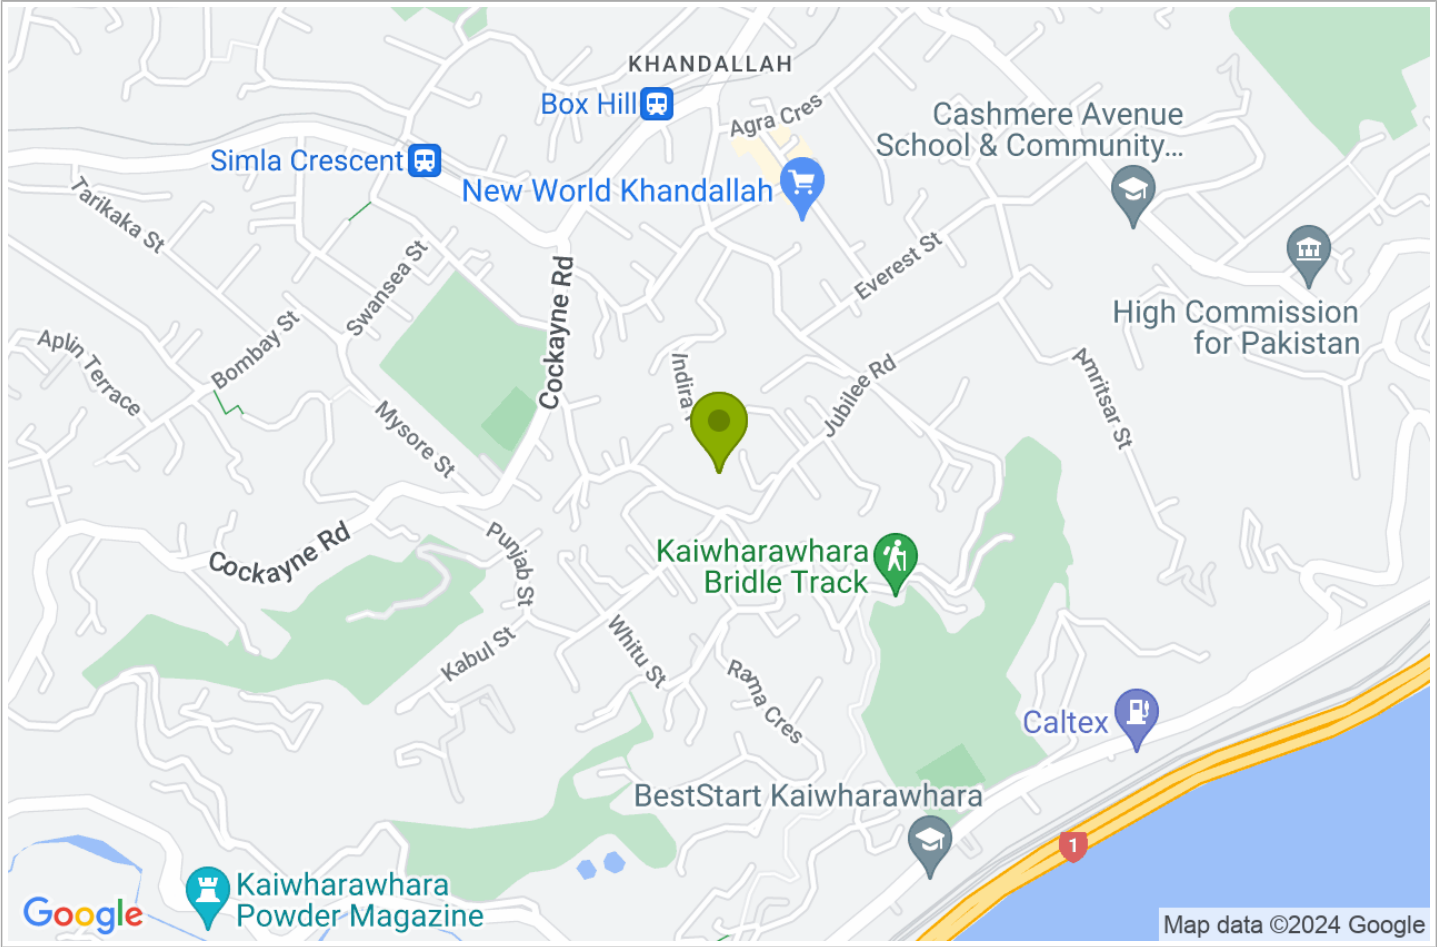 KHANDALLAH
Box Hill
Agra Cres
Cashmere Avenue
School & Community...
Simla Crescent
New World Khandallah
Tarikaka St
Swansea St
Cockayne Rd
Everest St
High Commission
for Pakistan
Bombay St
Aplin Terrace
Indira
Jubilee Rd
Amritsar St
Mysore St
Cockayne Rd
Punjab St
Kaiwharawhara
Bridle Track
Kabul St
Whitu St
Rama Cres
Caltex
BestStart Kaiwharawhara
1
Kaiwharawhara
Powder Magazine
Google
Map data ©2024 Google